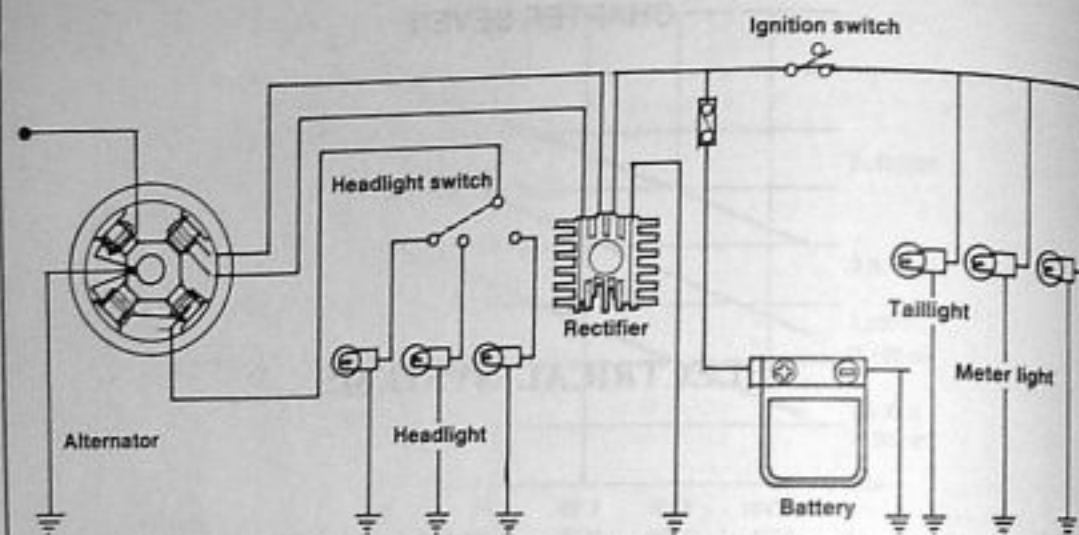 Ignition switch
Headlight switch
Rectifier
Taillight
Meter light
Alternator
Headlight
Battery